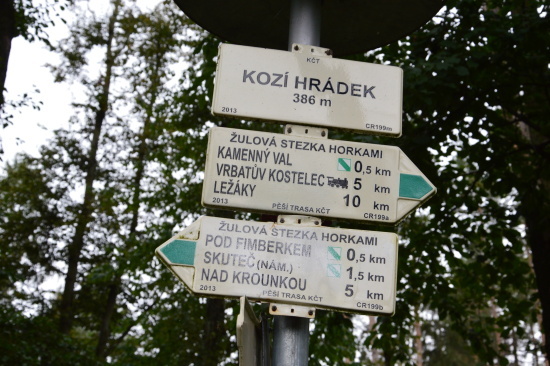 KČT
KOZÍ HRÁDEK
386 m
2013 CR199m
ŽULOVÁ STEZKA HORKAMI
KAMENNÝ VAL 0,5 km
VRBATŮV KOSTELEC 5 km
LEŽÁKY 10 km
2013 PĚŠÍ TRASA KČT CR199a
ŽULOVÁ STEZKA HORKAMI
POD FIMBERKEM 0,5 km
SKUTEČ (NÁM.) 1,5 km
NAD KROUNKOU 5 km
2013 PĚŠÍ TRASA KČT CR199b